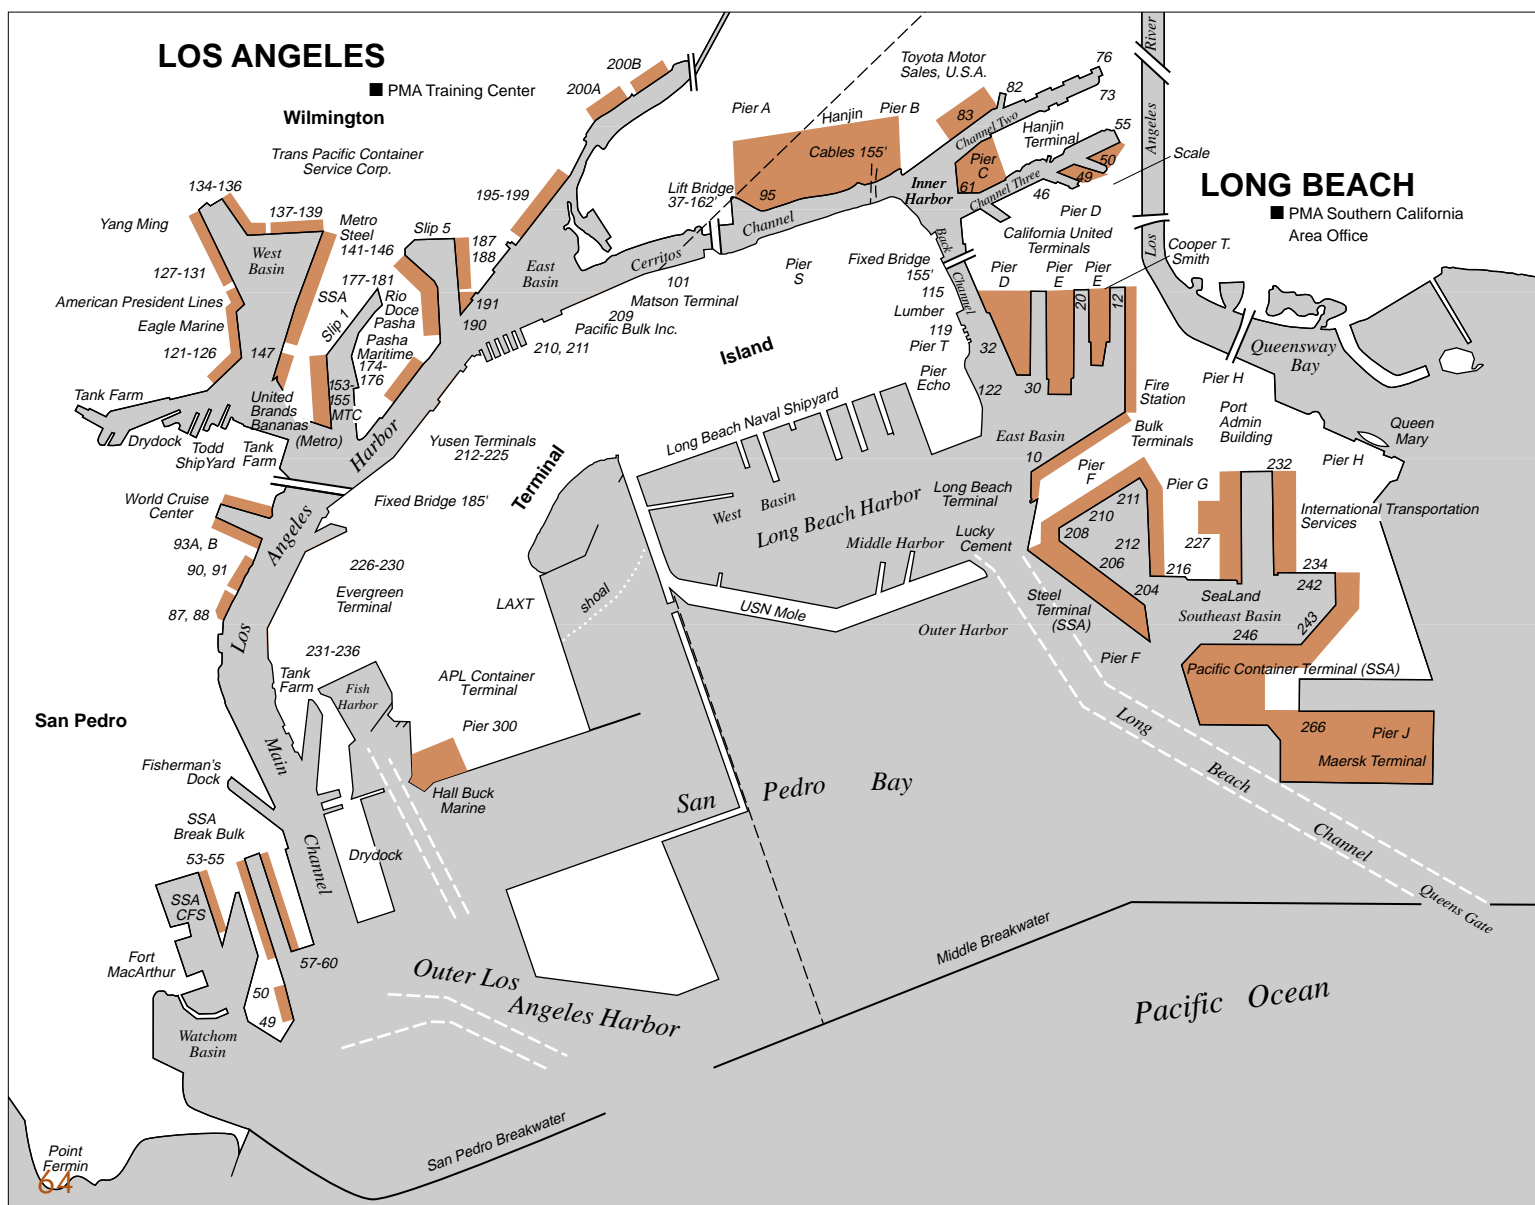 LOS ANGELES
PMA Training Center
Wilmington
Trans Pacific Container
Service Corp.
200B
200A
134-136
137-139
Yang Ming
Metro
Steel
141-146
Slip 5
187
188
195-199
West
Basin
127-131
177-181
SSA
Slip 1
Rio
Doce
Pasha
Pasha
Maritime
174-
176
191
190
East
Basin
American President Lines
Eagle Marine
121-126
147
153-
155
MTC
United
Brands
Bananas
(Metro)
Tank Farm
Drydock
Todd
ShipYard
Tank
Farm
Harbor
Angeles
Los
Main
Channel
World Cruise
Center
93A, B
90, 91
87, 88
San Pedro
Fisherman's
Dock
SSA
Break Bulk
53-55
SSA
CFS
Fort
MacArthur
57-60
50
49
Watchom
Basin
Point
Fermin
64
San Pedro Breakwater
Fixed Bridge 185'
Yusen Terminals
212-225
226-230
Evergreen
Terminal
231-236
Tank
Farm
Fish
Harbor
APL Container
Terminal
Pier 300
Hall Buck
Marine
Drydock
LAXT
shoal
Terminal
Island
Outer Los
Angeles Harbor
San Pedro Bay
Middle Breakwater
Pacific Ocean
Pier A
Hanjin
Pier B
Toyota Motor
Sales, U.S.A.
Cables 155'
Lift Bridge
37-162'
95
Channel
Cerritos
101
Matson Terminal
209
Pacific Bulk Inc.
210, 211
Pier
S
Fixed Bridge
155'
115
Lumber
119
Pier T
Pier
Echo
32
122
Inner
Harbor
Back
Channel
83
82
76
73
Channel Two
Hanjin
Terminal
55
Pier
C
61
Channel Three
46
50
49
Scale
Pier D
California United
Terminals
Pier
D
Pier
E
Pier
E
20
12
30
Cooper T.
Smith
River
Angeles
Los
LONG BEACH
PMA Southern California
Area Office
Queensway
Bay
Queen
Mary
Pier H
Port
Admin
Building
Pier H
Fire
Station
Bulk
Terminals
East Basin
10
Pier
F
Pier G
232
Long Beach Naval Shipyard
West Basin
Long Beach Harbor
Middle Harbor
USN Mole
Outer Harbor
Long Beach
Terminal
Lucky
Cement
211
210
208
212
206
204
216
227
234
242
243
246
International Transportation
Services
SeaLand
Southeast Basin
Steel
Terminal
(SSA)
Pier F
Pacific Container Terminal (SSA)
266
Pier J
Maersk Terminal
Long
Beach
Channel
Queens Gate